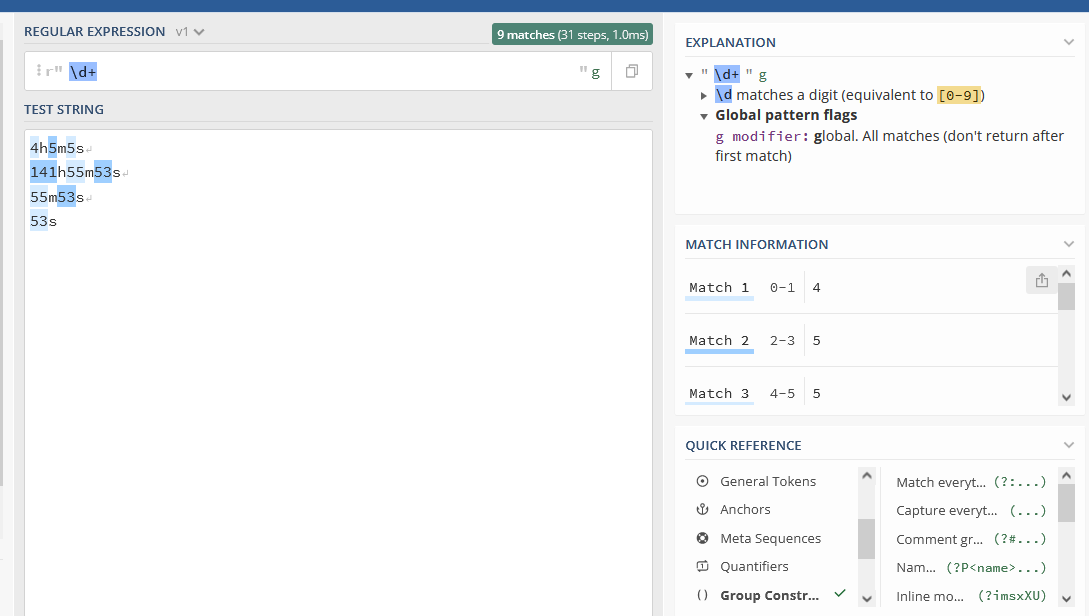 REGULAR EXPRESSION v1
9 matches (31 steps, 1.0ms)
r" \d+ " g
TEST STRING
4h5m5s
141h55m53s
55m53s
53s
EXPLANATION
" \d+ " g
\d matches a digit (equivalent to [0-9])
Global pattern flags
g modifier: global. All matches (don't return after
first match)
MATCH INFORMATION
Match 1 0-1 4
Match 2 2-3 5
Match 3 4-5 5
QUICK REFERENCE
General Tokens
Anchors
Meta Sequences
Quantifiers
Group Constr...
Match everyt... (?:...)
Capture everyt... (...)
Comment gr... (?#...)
Nam... (?P<name>...)
Inline mo... (?imsxXU)